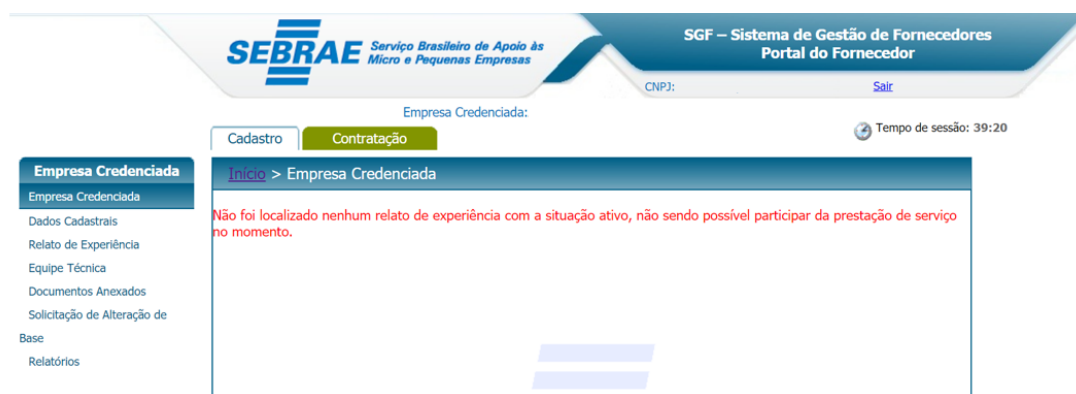 SEBRAE
Serviço Brasileiro de Apoio às
Micro e Pequenas Empresas
SGF – Sistema de Gestão de Fornecedores
Portal do Fornecedor
CNPJ:
Sair
Empresa Credenciada:
Tempo de sessão: 39:20
Cadastro
Contratação
Empresa Credenciada
Início > Empresa Credenciada
Empresa Credenciada
Dados Cadastrais
Relato de Experiência
Equipe Técnica
Documentos Anexados
Solicitação de Alteração de
Base
Relatórios
Não foi localizado nenhum relato de experiência com a situação ativo, não sendo possível participar da prestação de serviço
no momento.